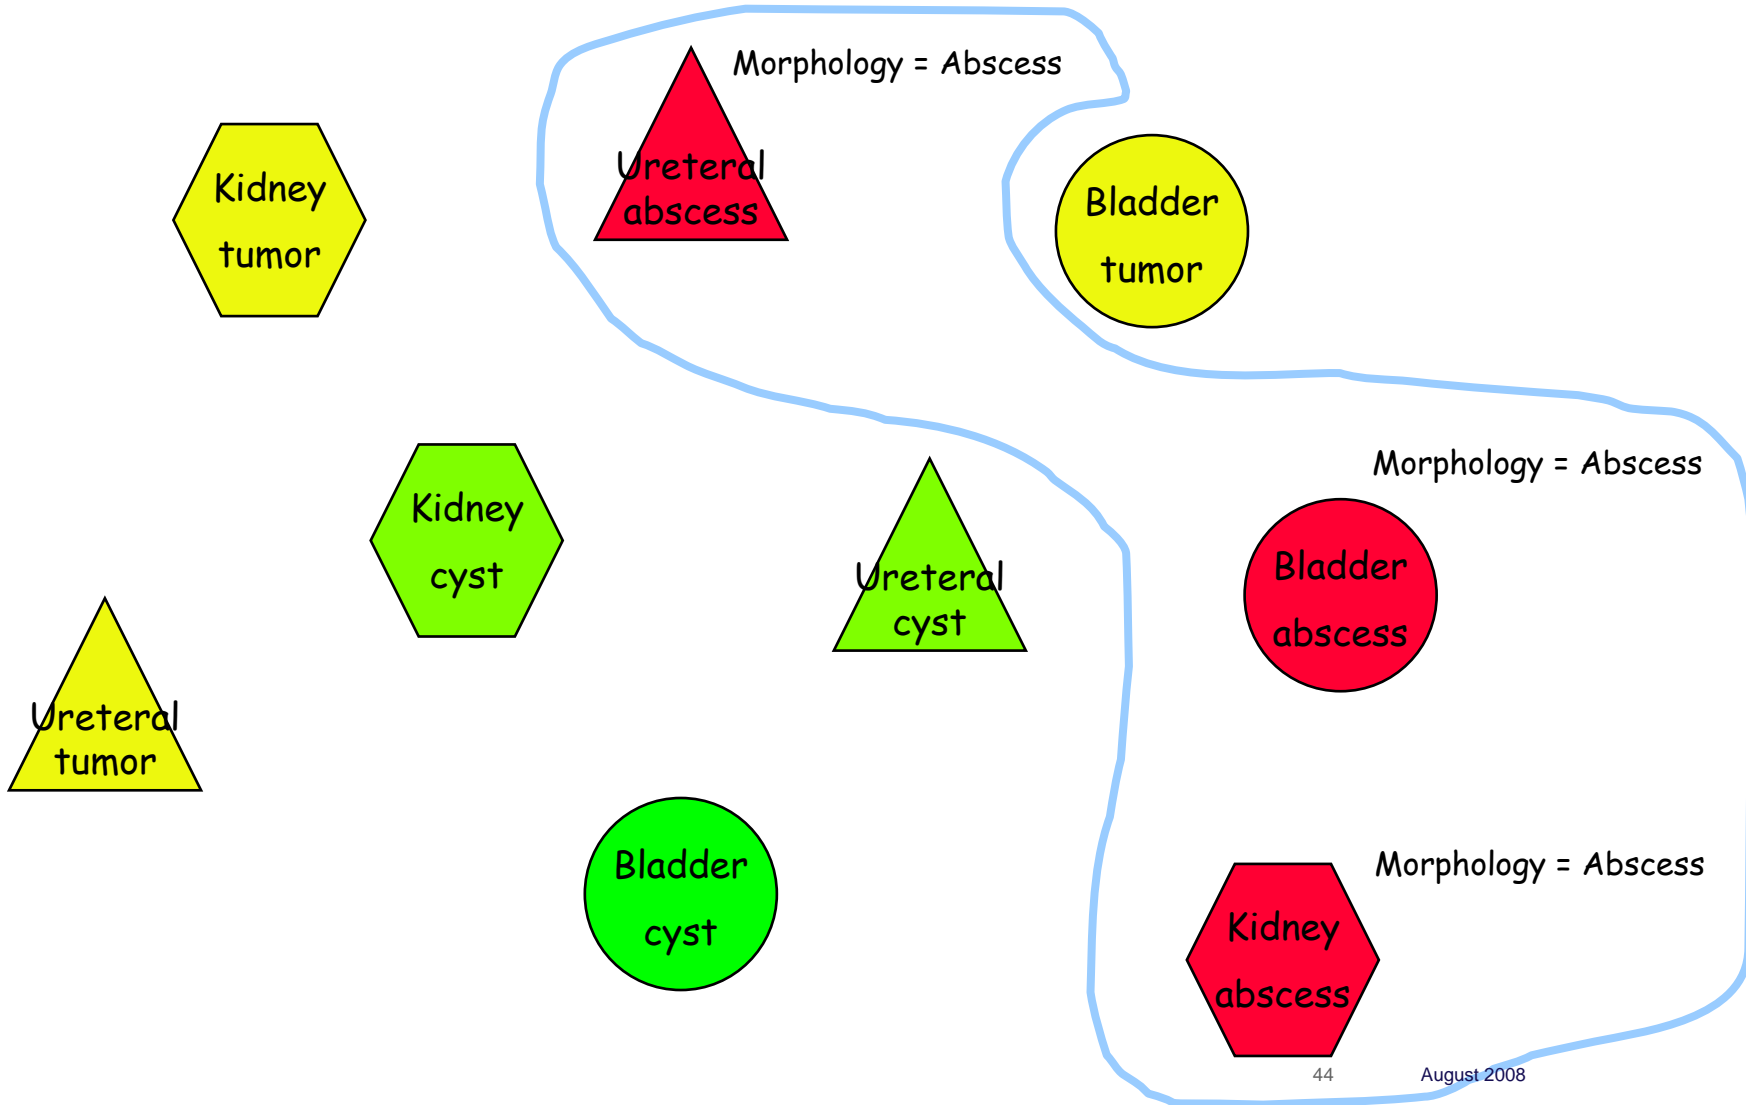 Morphology = Abscess
Ureteral
abscess
Kidney
tumor
Bladder
tumor
Morphology = Abscess
Kidney
cyst
Ureteral
cyst
Bladder
abscess
Ureteral
tumor
Bladder
cyst
Morphology = Abscess
Kidney
abscess
44
August 2008